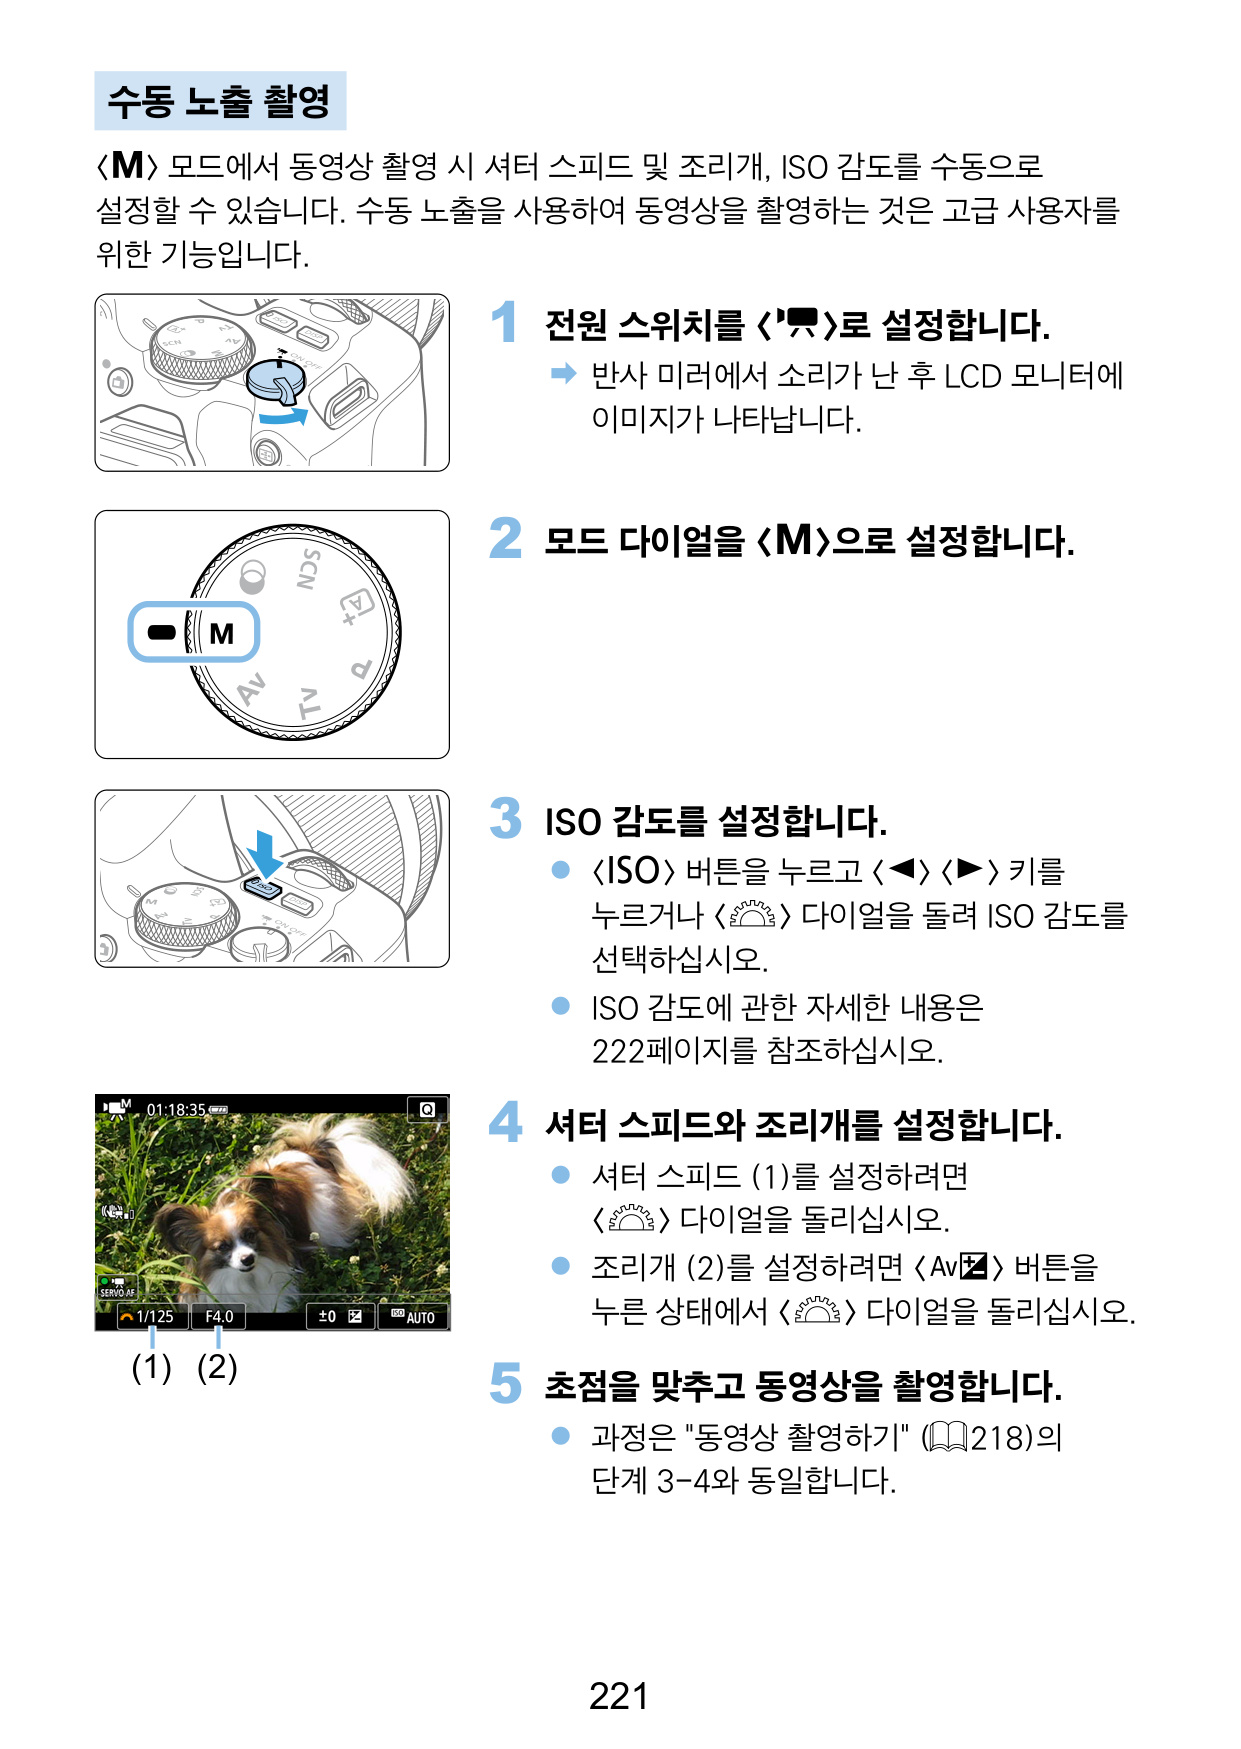 수동 노출 촬영
<M> 모드에서 동영상 촬영 시 셔터 스피드 및 조리개, ISO 감도를 수동으로
설정할 수 있습니다. 수동 노출을 사용하여 동영상을 촬영하는 것은 고급 사용자를
위한 기능입니다.
1 전원 스위치를 < >로 설정합니다.
반사 미러에서 소리가 난 후 LCD 모니터에
이미지가 나타납니다.
ON OFF
SCN
2 모드 다이얼을 <M>으로 설정합니다.
SCN
A+
M
P
Av
Tv
3 ISO 감도를 설정합니다.
● <ISO> 버튼을 누르고 <◀> <▶> 키를
누르거나 < > 다이얼을 돌려 ISO 감도를
선택하십시오.
● ISO 감도에 관한 자세한 내용은
222페이지를 참조하십시오.
ISO
DISP
ON OFF
4 셔터 스피드와 조리개를 설정합니다.
● 셔터 스피드 (1)를 설정하려면
< > 다이얼을 돌리십시오.
● 조리개 (2)를 설정하려면 <Av > 버튼을
누른 상태에서 < > 다이얼을 돌리십시오.
M 01:18:35 Q
SERVO AF
1/125 F4.0 ±0 ISO AUTO
(1) (2)
5 초점을 맞추고 동영상을 촬영합니다.
● 과정은 "동영상 촬영하기" ( 218)의
단계 3-4와 동일합니다.
221